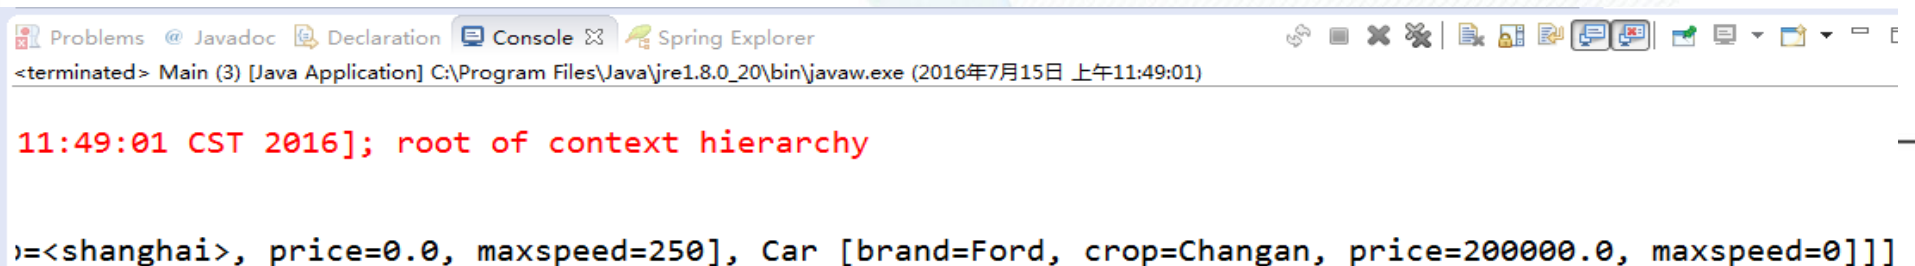 Problems @ Javadoc Declaration Console Spring Explorer
<terminated> Main (3) [Java Application] C:\Program Files\Java\jre1.8.0_20\bin\javaw.exe (2016年7月15日 上午11:49:01)
11:49:01 CST 2016]; root of context hierarchy
=<shanghai>, price=0.0, maxspeed=250], Car [brand=Ford, crop=Changan, price=200000.0, maxspeed=0]]]